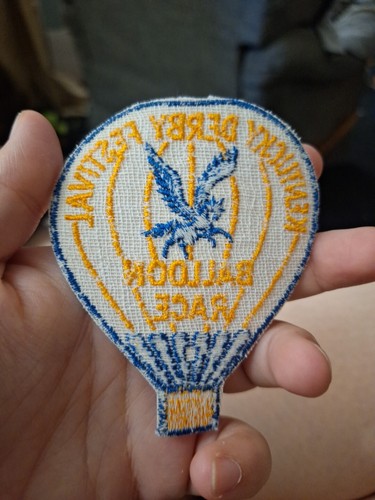 KENTUCKY DERBY FESTIVAL
BALLOON
RACE